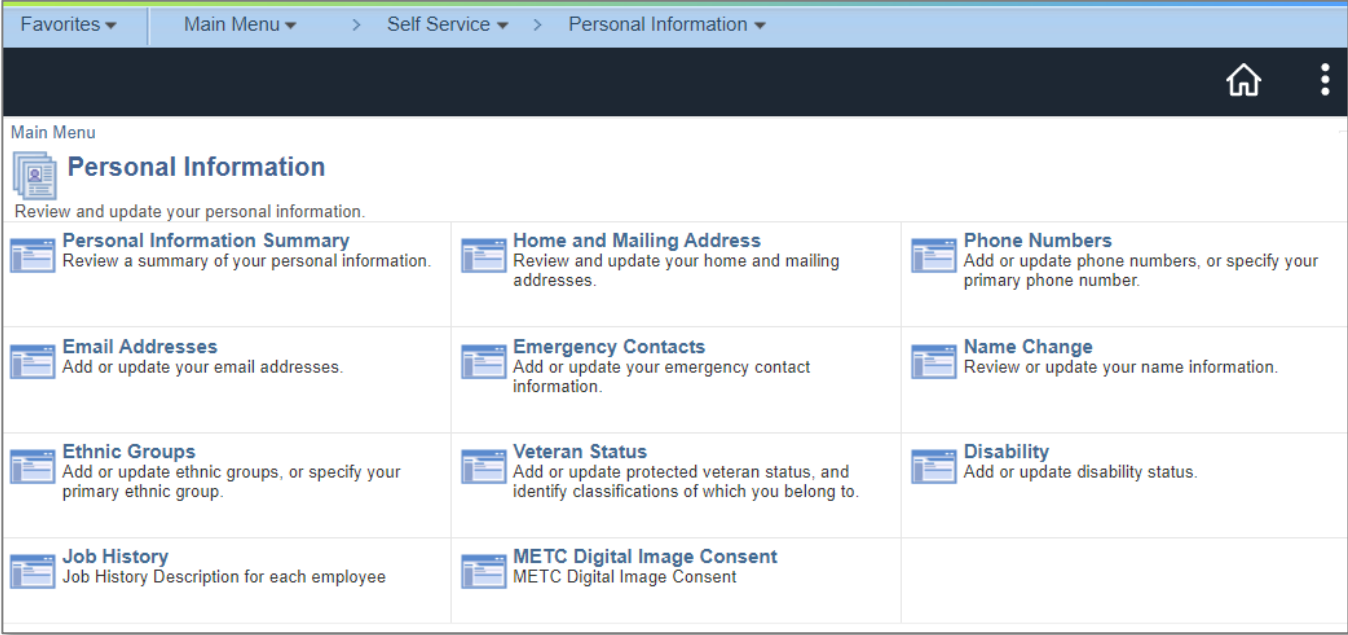 Favorites Main Menu > Self Service > Personal Information
Main Menu
Personal Information
Review and update your personal information.
Personal Information Summary
Review a summary of your personal information.
Home and Mailing Address
Review and update your home and mailing
addresses.
Phone Numbers
Add or update phone numbers, or specify your
primary phone number.
Email Addresses
Add or update your email addresses.
Emergency Contacts
Add or update your emergency contact
information.
Name Change
Review or update your name information.
Ethnic Groups
Add or update ethnic groups, or specify your
primary ethnic group.
Veteran Status
Add or update protected veteran status, and
identify classifications of which you belong to.
Disability
Add or update disability status.
Job History
Job History Description for each employee
METC Digital Image Consent
METC Digital Image Consent